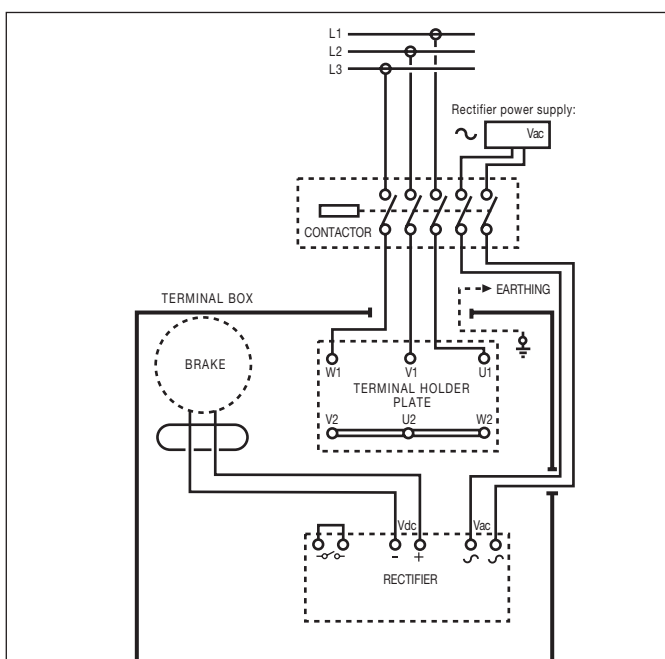 L1
L2
L3
Rectifier power supply:
Vac
CONTACTOR
EARTHING
TERMINAL BOX
BRAKE
W1 V1 U1
TERMINAL HOLDER
PLATE
V2 U2 W2
Vdc Vac
- +
RECTIFIER